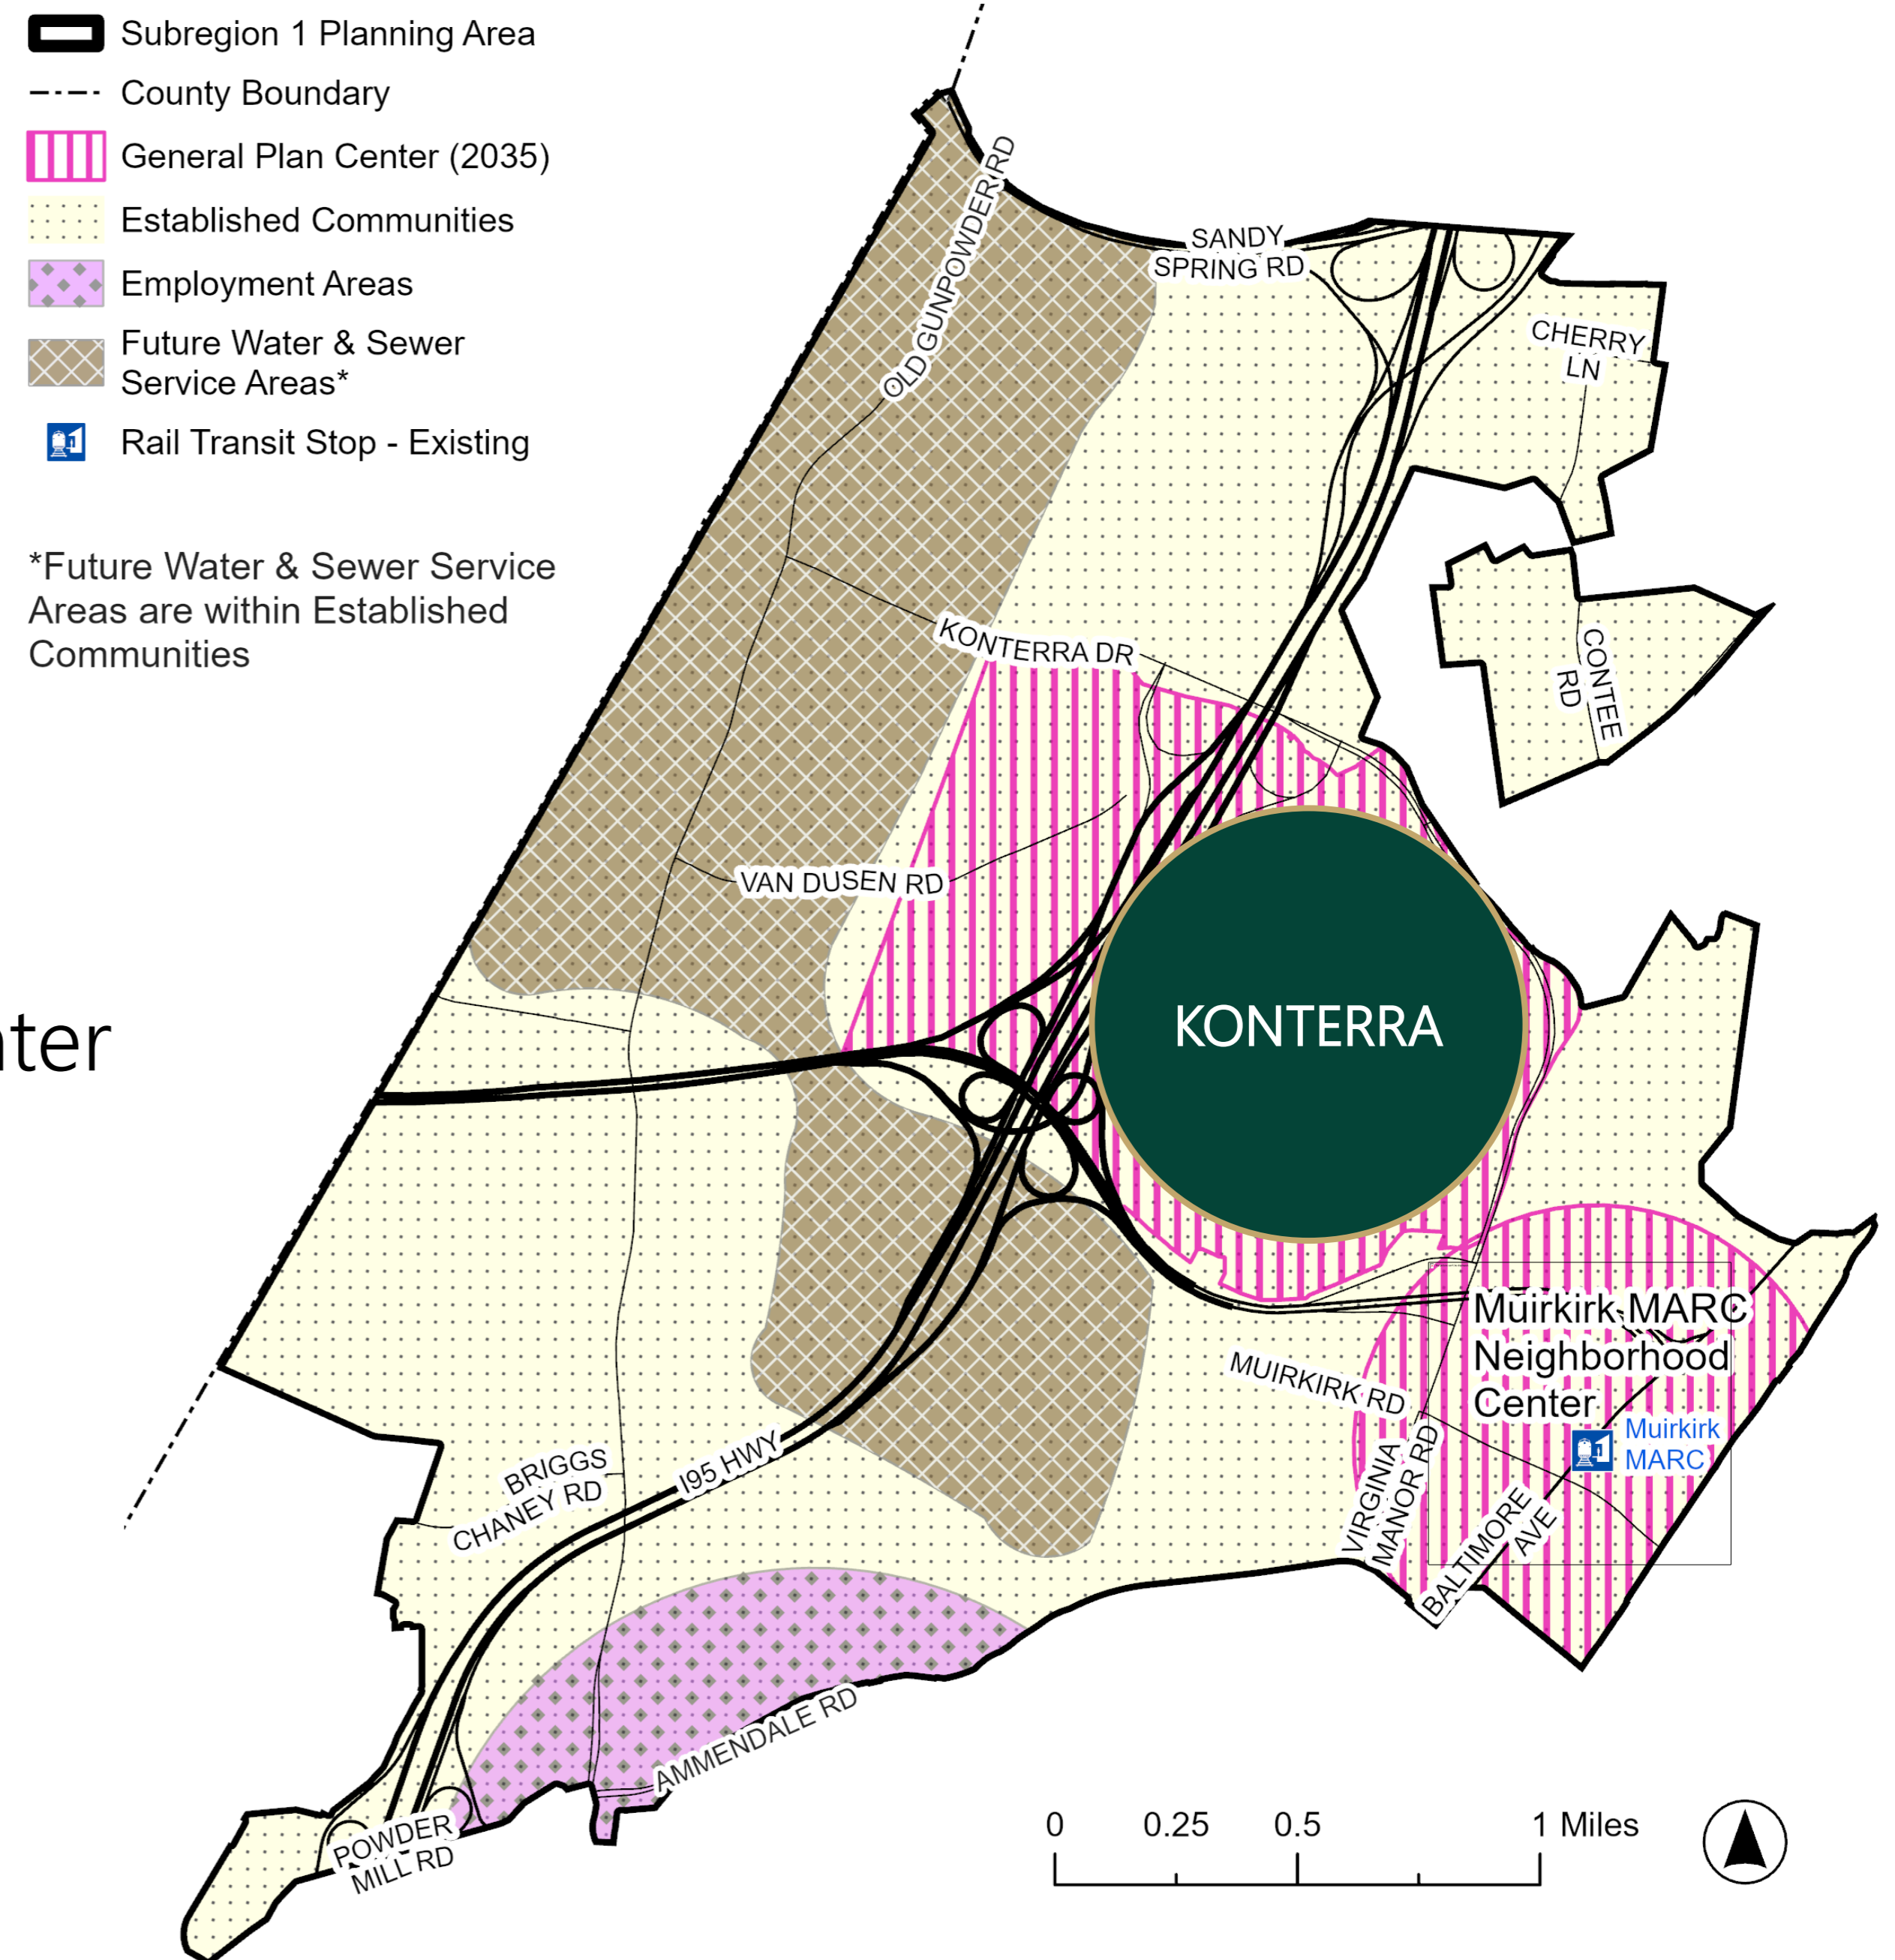 Subregion 1 Planning Area
County Boundary
General Plan Center (2035)
Established Communities
Employment Areas
Future Water & Sewer
Service Areas*
Rail Transit Stop - Existing
*Future Water & Sewer Service
Areas are within Established
Communities
OLD GUNPOWDER RD
SANDY
SPRING RD
CHERRY
LN
CONTEE
RD
KONTERRA DR
VAN DUSEN RD
KONTERRA
Muirkirk MARC
Neighborhood
Center
Muirkirk
MARC
MUIRKIRK RD
VIRGINIA
MANOR RD
BALTIMORE
AVE
BRIGGS
CHANEY RD
I95 HWY
AMMENDALE RD
POWDER
MILL RD
0 0.25 0.5 1 Miles